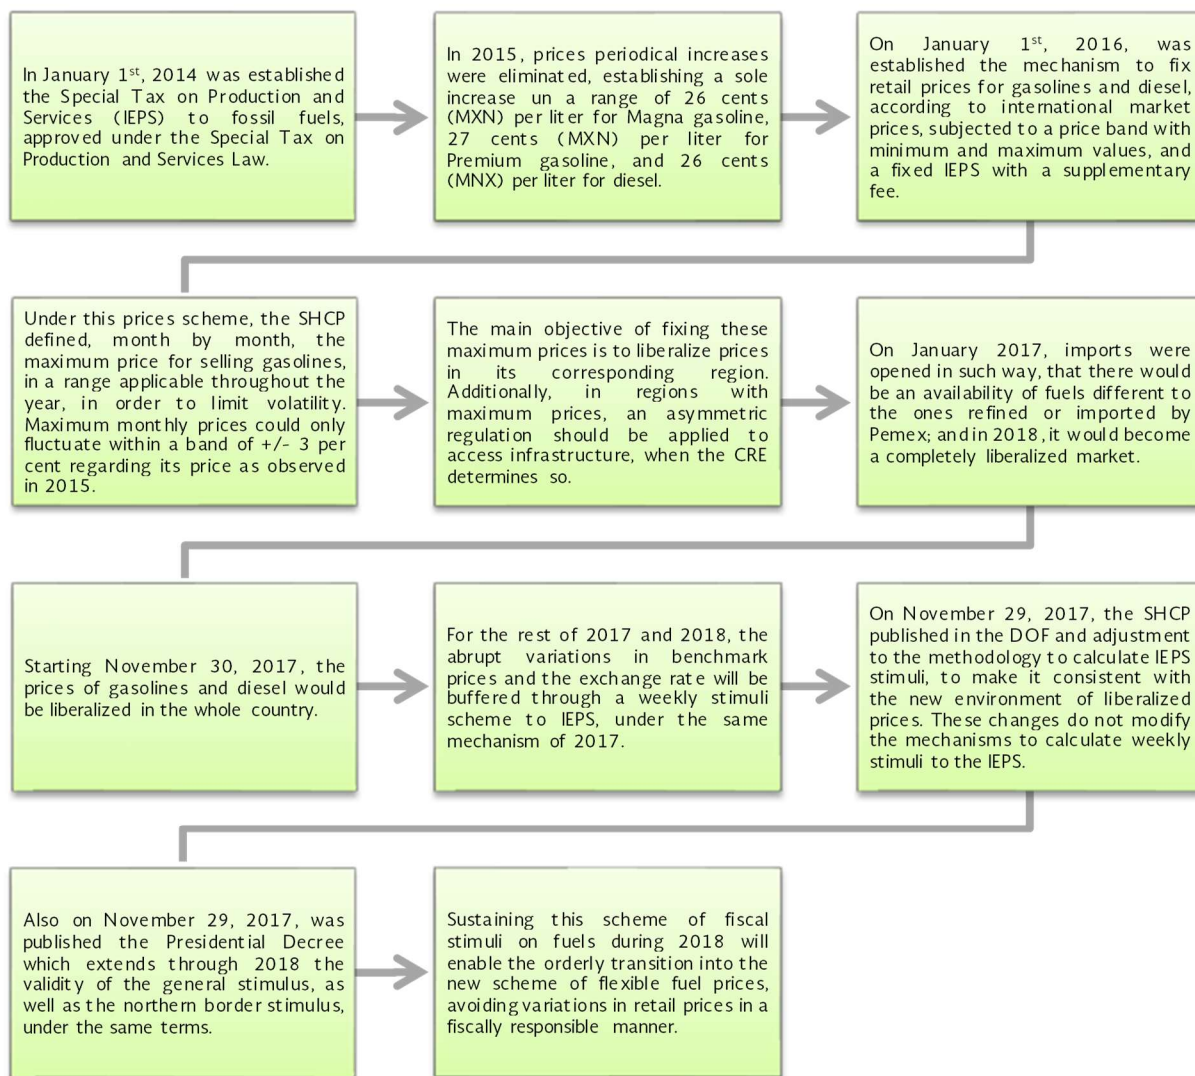 In January 1st, 2014 was established
the Special Tax on Production and
Services (IEPS) to fossil fuels,
approved under the Special Tax on
Production and Services Law.
In 2015, prices periodical increases
were eliminated, establishing a sole
increase un a range of 26 cents
(MXN) per liter for Magna gasoline,
27 cents (MXN) per liter for
Premium gasoline, and 26 cents
(MNX) per liter for diesel.
On January 1st, 2016, was
established the mechanism to fix
retail prices for gasolines and diesel,
according to international market
prices, subjected to a price band with
minimum and maximum values, and
a fixed IEPS with a supplementary
fee.
Under this prices scheme, the SHCP
defined, month by month, the
maximum price for selling gasolines,
in a range applicable throughout the
year, in order to limit volatility.
Maximum monthly prices could only
fluctuate within a band of +/- 3 per
cent regarding its price as observed
in 2015.
The main objective of fixing these
maximum prices is to liberalize prices
in its corresponding region.
Additionally, in regions with
maximum prices, an asymmetric
regulation should be applied to
access infrastructure, when the CRE
determines so.
On January 2017, imports were
opened in such way, that there would
be an availability of fuels different to
the ones refined or imported by
Pemex; and in 2018, it would become
a completely liberalized market.
Starting November 30, 2017, the
prices of gasolines and diesel would
be liberalized in the whole country.
For the rest of 2017 and 2018, the
abrupt variations in benchmark
prices and the exchange rate will be
buffered through a weekly stimuli
scheme to IEPS, under the same
mechanism of 2017.
On November 29, 2017, the SHCP
published in the DOF and adjustment
to the methodology to calculate IEPS
stimuli, to make it consistent with
the new environment of liberalized
prices. These changes do not modify
the mechanisms to calculate weekly
stimuli to the IEPS.
Also on November 29, 2017, was
published the Presidential Decree
which extends through 2018 the
validity of the general stimulus, as
well as the northern border stimulus,
under the same terms.
Sustaining this scheme of fiscal
stimuli on fuels during 2018 will
enable the orderly transition into the
new scheme of flexible fuel prices,
avoiding variations in retail prices in a
fiscally responsible manner.